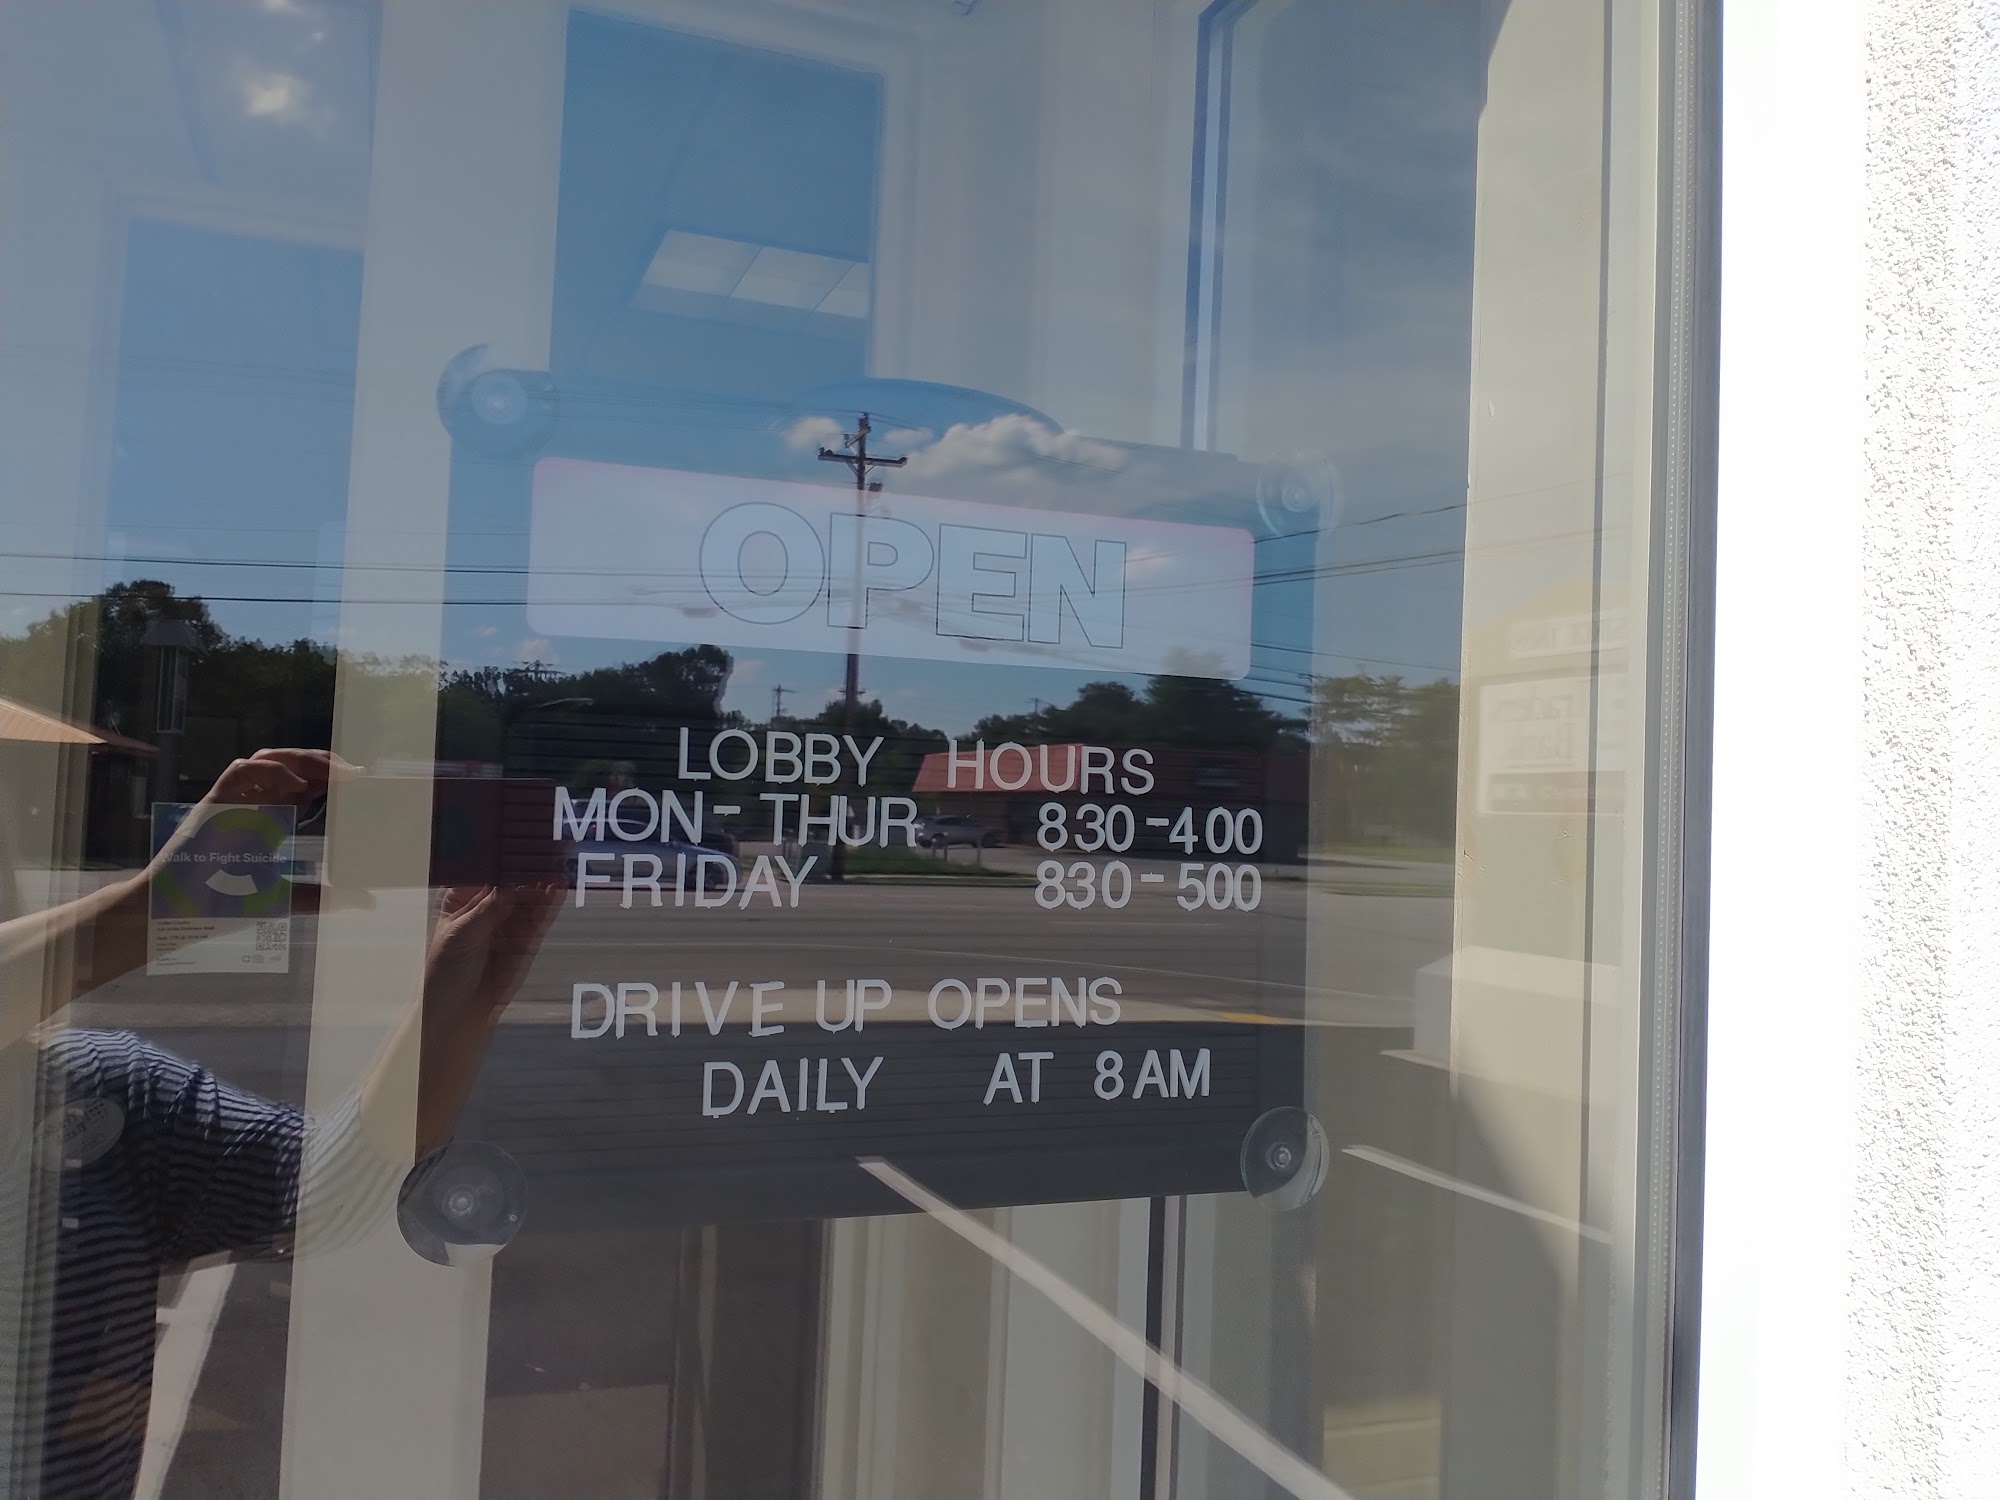 OPEN
LOBBY HOURS
MON-THUR 830-400
FRIDAY 830-500
DRIVE UP OPENS
DAILY AT 8AM
Walk to Fight Suicide